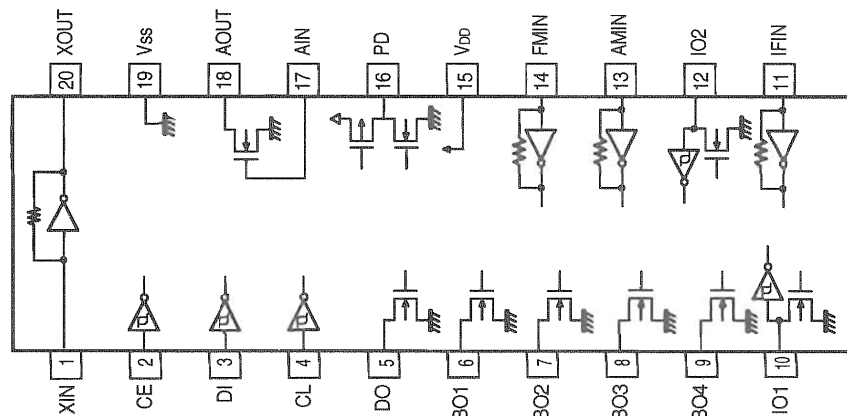 XOUT
Vss
AOUT
AIN
PD
VDD
FMIN
AMIN
IO2
IFIN
20
19
18
17
16
15
14
13
12
11
1
2
3
4
5
6
7
8
9
10
XIN
CE
DI
CL
DO
BO1
BO2
BO3
BO4
IO1